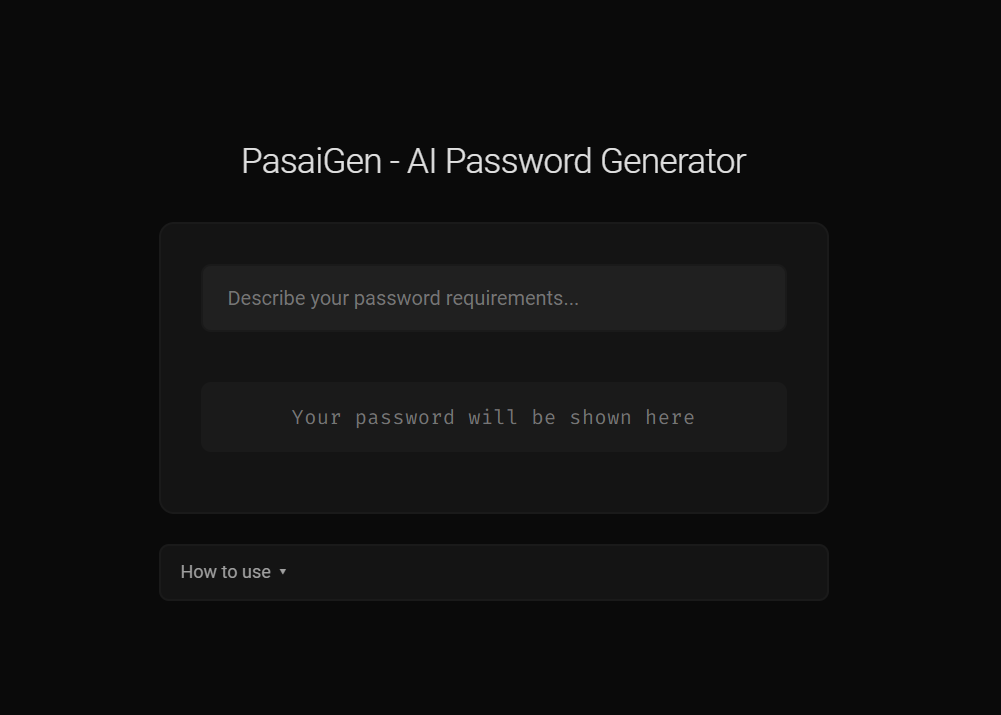 PasaiGen - AI Password Generator
Describe your password requirements...
Your password will be shown here
How to use ▾